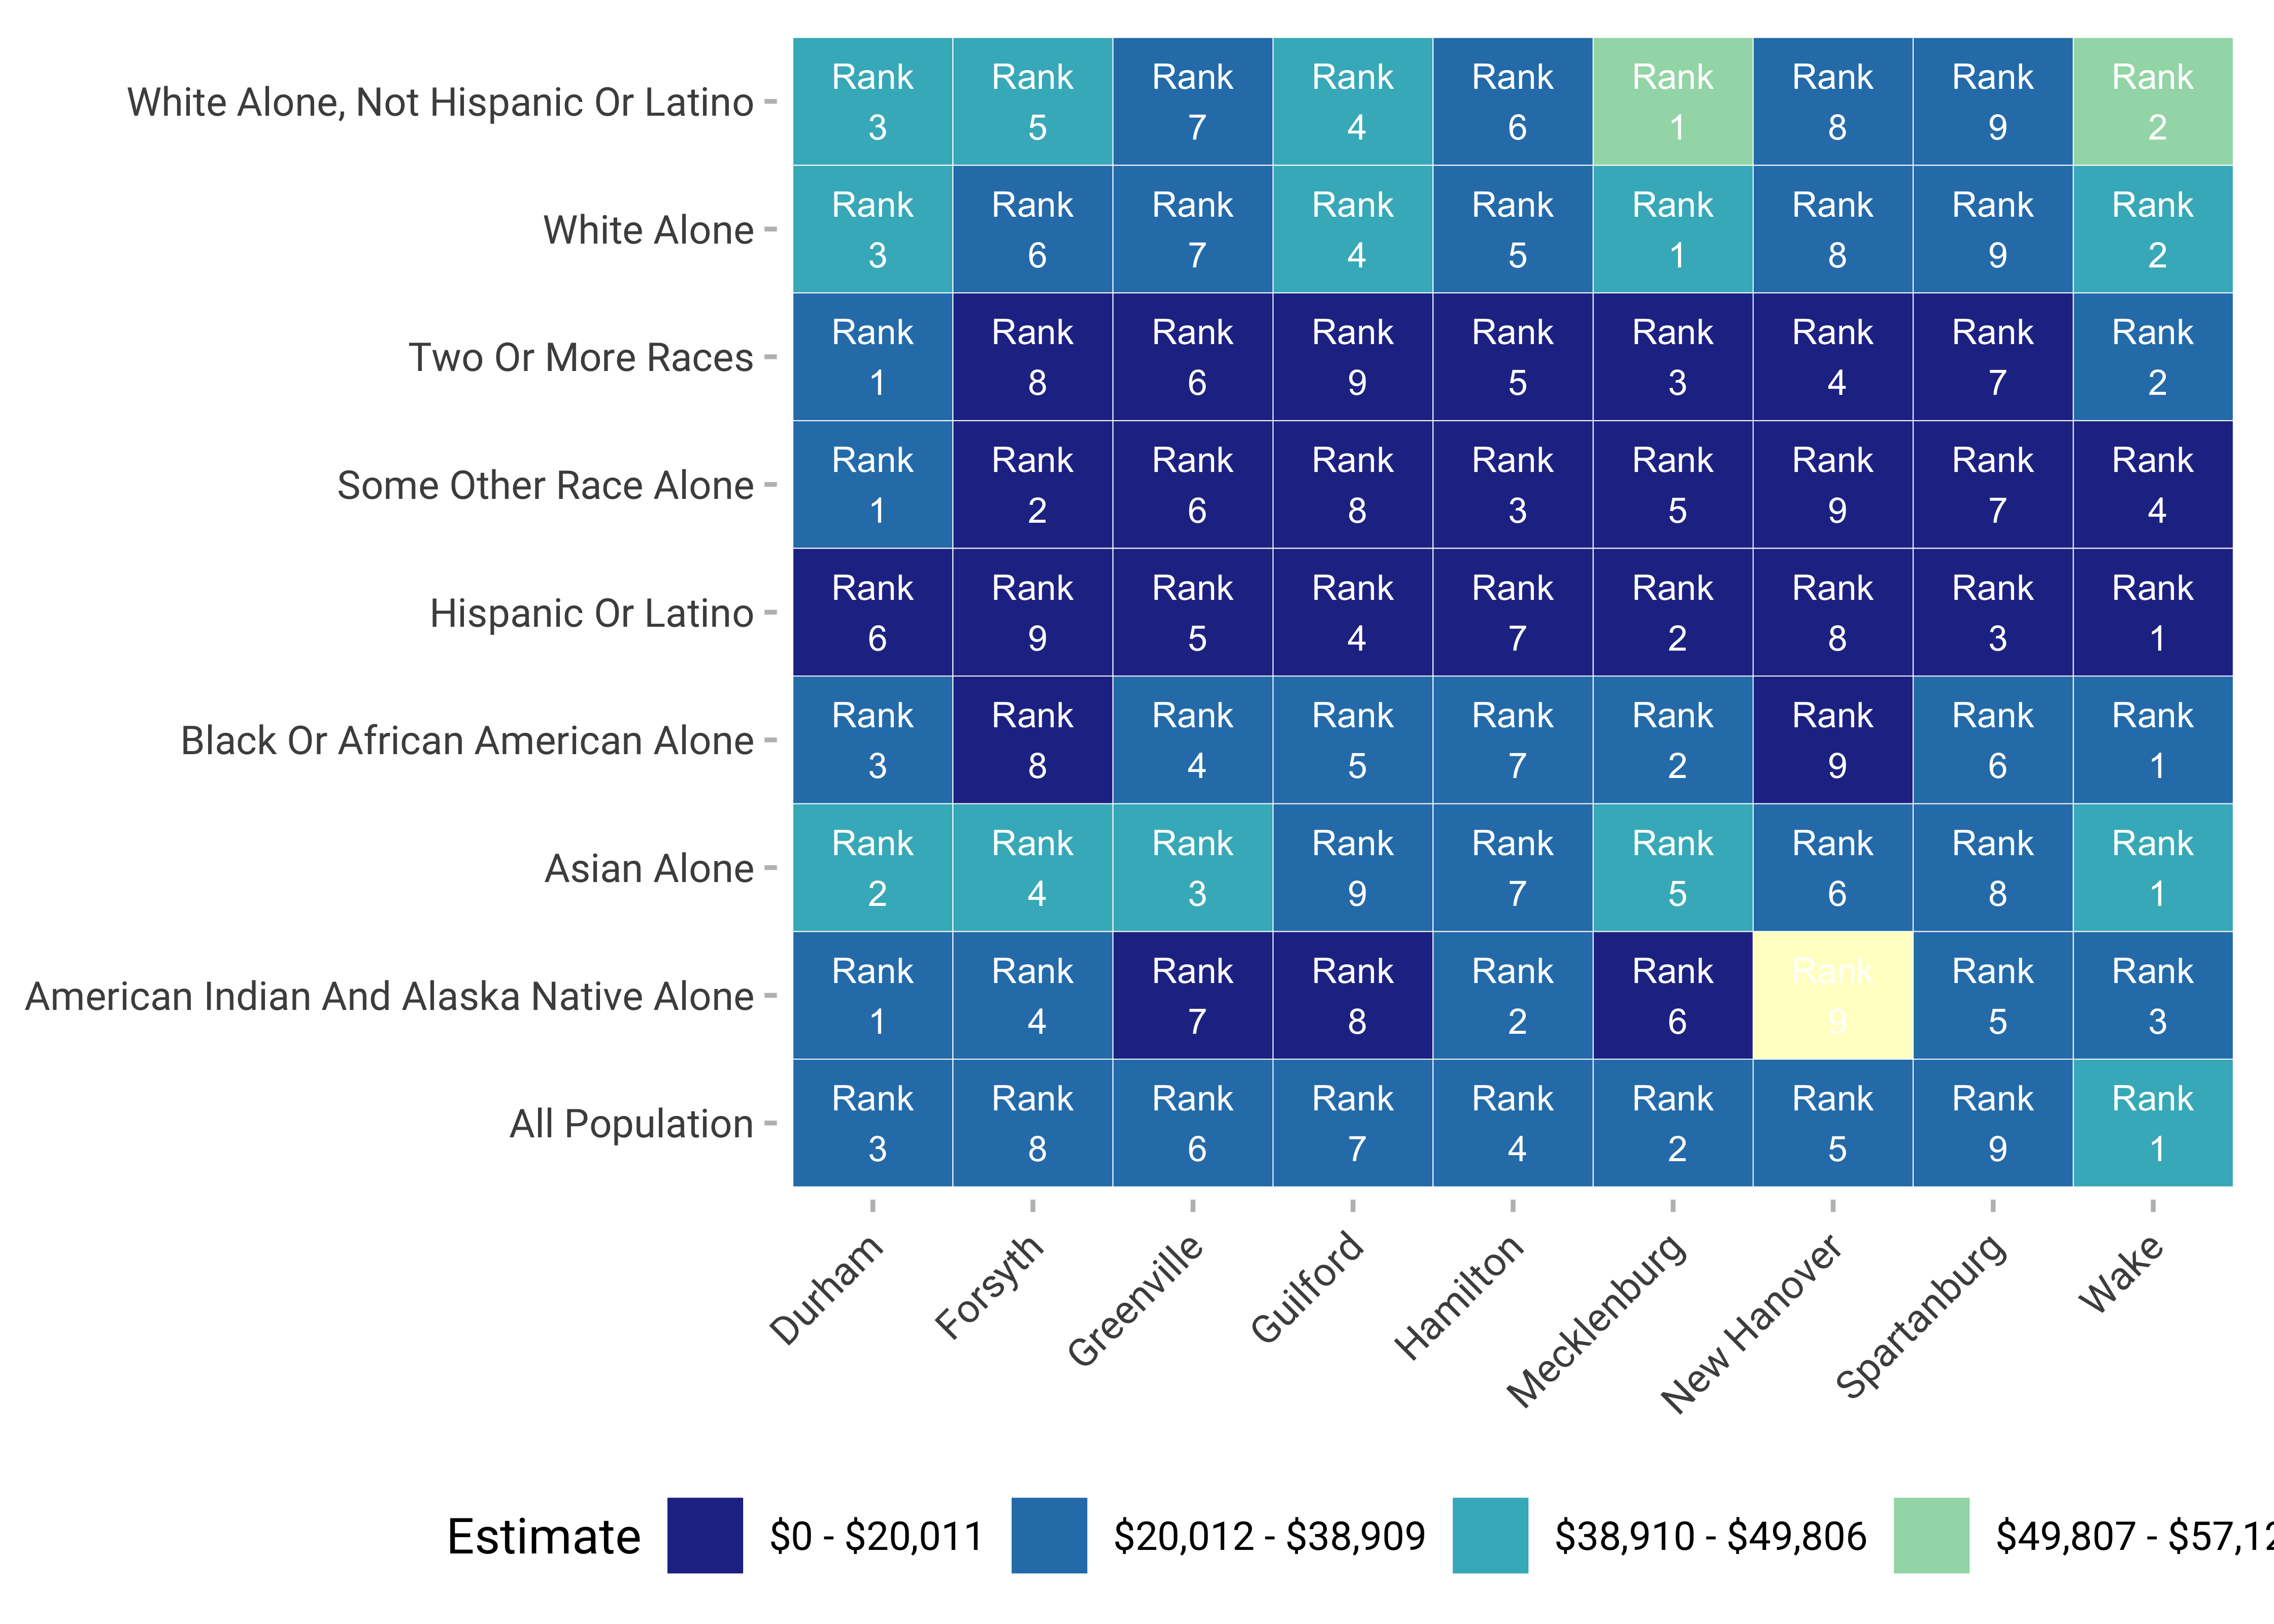 White Alone, Not Hispanic Or Latino
Rank Rank Rank Rank Rank Rank Rank Rank Rank
3 5 7 4 6 1 8 9 2
White Alone
Rank Rank Rank Rank Rank Rank Rank Rank Rank
3 6 7 4 5 1 8 9 2
Two Or More Races
Rank Rank Rank Rank Rank Rank Rank Rank Rank
1 8 6 9 5 3 4 7 2
Some Other Race Alone
Rank Rank Rank Rank Rank Rank Rank Rank Rank
1 2 6 8 3 5 9 7 4
Hispanic Or Latino
Rank Rank Rank Rank Rank Rank Rank Rank Rank
6 9 5 4 7 2 8 3 1
Black Or African American Alone
Rank Rank Rank Rank Rank Rank Rank Rank Rank
3 8 4 5 7 2 9 6 1
Asian Alone
Rank Rank Rank Rank Rank Rank Rank Rank Rank
2 4 3 9 7 5 6 8 1
American Indian And Alaska Native Alone
Rank Rank Rank Rank Rank Rank Rank Rank Rank
1 4 7 8 2 6 9 5 3
All Population
Rank Rank Rank Rank Rank Rank Rank Rank Rank
3 8 6 7 4 2 5 9 1
Durham Forsyth Greenville Guilford Hamilton Mecklenburg New Hanover Spartanburg Wake
Estimate $0 - $20,011 $20,012 - $38,909 $38,910 - $49,806 $49,807 -